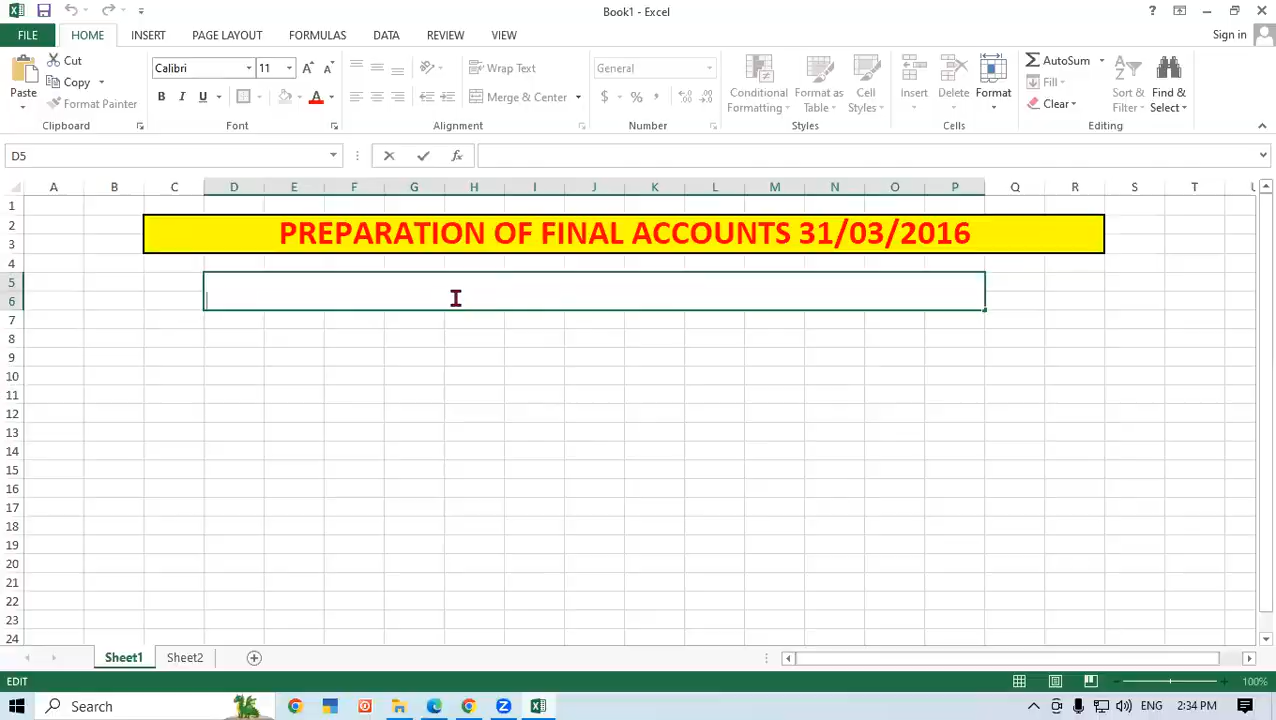 Book1 - Excel
? 
FILE HOME INSERT PAGE LAYOUT FORMULAS DATA REVIEW VIEW Sign in
Cut
Copy
Format Painter
Paste
Calibri 11
B I U A
Wrap Text
Merge & Center
General
$ % ,
Conditional Formatting
Format as Table
Cell Styles
Insert Delete Format
AutoSum
Fill
Clear
Sort & Filter
Find & Select
Clipboard Font Alignment Number Styles Cells Editing
D5 fx
A B C D E F G H I J K L M N O P Q R S T U
1
2
3
PREPARATION OF FINAL ACCOUNTS 31/03/2016
4
5
6
7
8
9
10
11
12
13
14
15
16
17
18
19
20
21
22
23
24
Sheet1 Sheet2
EDIT 100%
Search ENG 2:34 PM